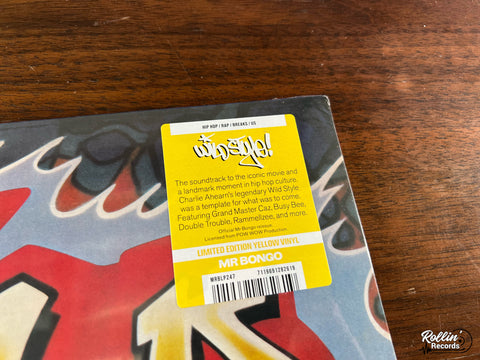 HIP HOP / RAP / BREAKS / US
wild style!
The soundtrack to the iconic movie and
a landmark moment in hip hop culture.
Charlie Ahearn's legendary Wild Style
was a template for what was to come.
Featuring Grand Master Caz, Busy Bee,
Double Trouble, Rammellzee, and more.
Official Mr Bongo release.
Licensed from POW WOW Production.
LIMITED EDITION YELLOW VINYL
MR BONGO
MRBLP247
Rollin'
Records